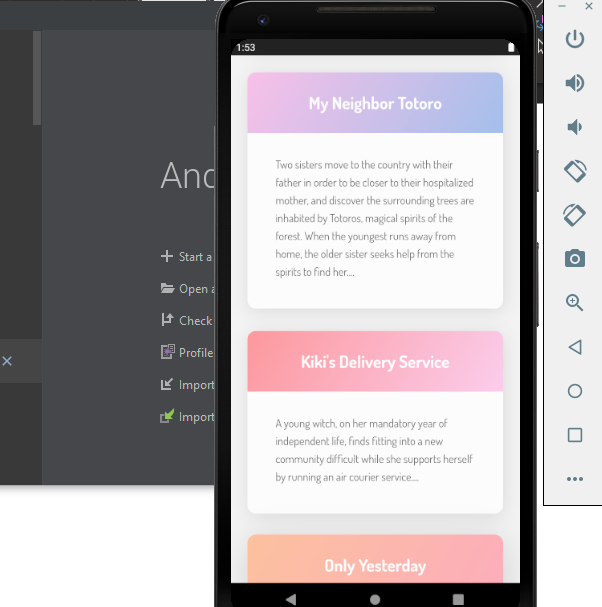 1:53
My Neighbor Totoro
Two sisters move to the country with their
father in order to be closer to their hospitalized
mother, and discover the surrounding trees are
inhabited by Totoros, magical spirits of the
forest. When the youngest runs away from
home, the older sister seeks help from the
spirits to find her....
Kiki's Delivery Service
A young witch, on her mandatory year of
independent life, finds fitting into a new
community difficult while she supports herself
by running an air courier service....
Only Yesterday
And
Start a
Open a
Check
Profile
Import
Import